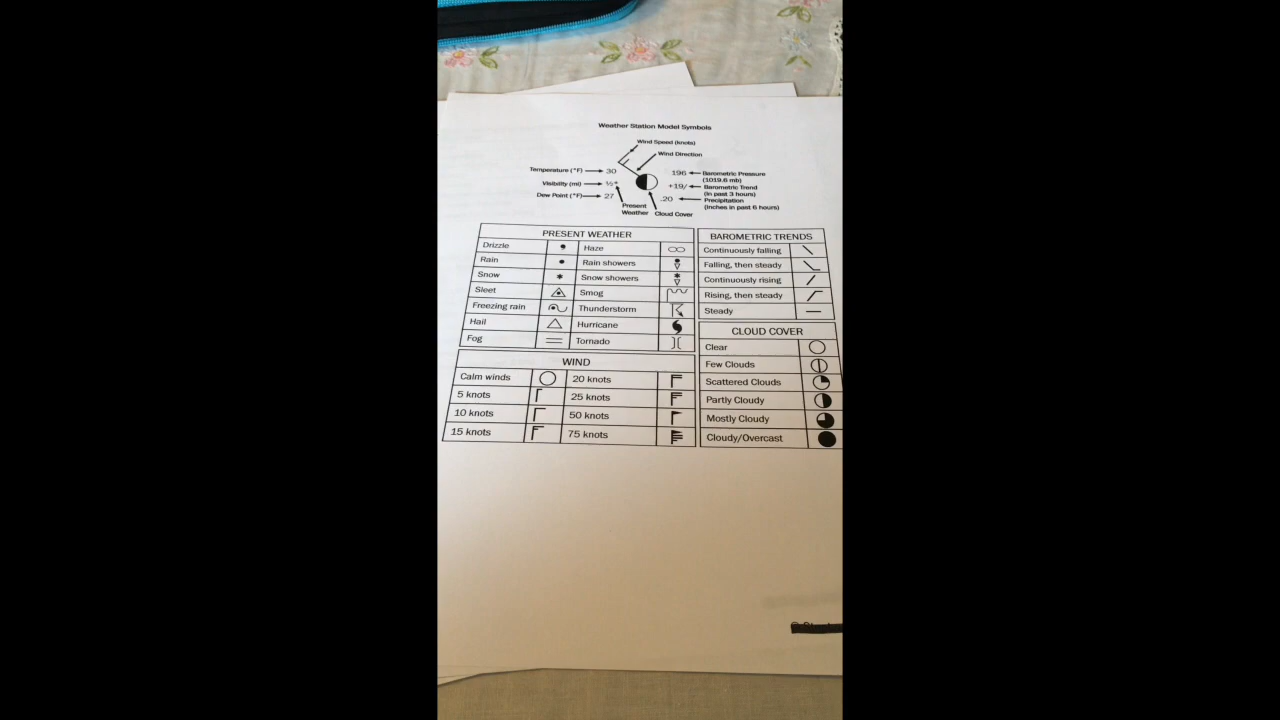 Weather Station Model Symbols
Wind Speed (knots)
Wind Direction
Temperature (°F) 30
196 Barometric Pressure
(1019.6 mb)
Visibility (mi) ½*
+19/ Barometric Trend
(in past 3 hours)
Dew Point (°F) 27
.20 Precipitation
(inches in past 6 hours)
Present
Weather
Cloud Cover
PRESENT WEATHER
Drizzle Haze
Rain Rain showers
Snow Snow showers
Sleet Smog
Freezing rain Thunderstorm
Hail Hurricane
Fog Tornado
BAROMETRIC TRENDS
Continuously falling
Falling, then steady
Continuously rising
Rising, then steady
Steady
WIND
Calm winds 20 knots
5 knots 25 knots
10 knots 50 knots
15 knots 75 knots
CLOUD COVER
Clear
Few Clouds
Scattered Clouds
Partly Cloudy
Mostly Cloudy
Cloudy/Overcast